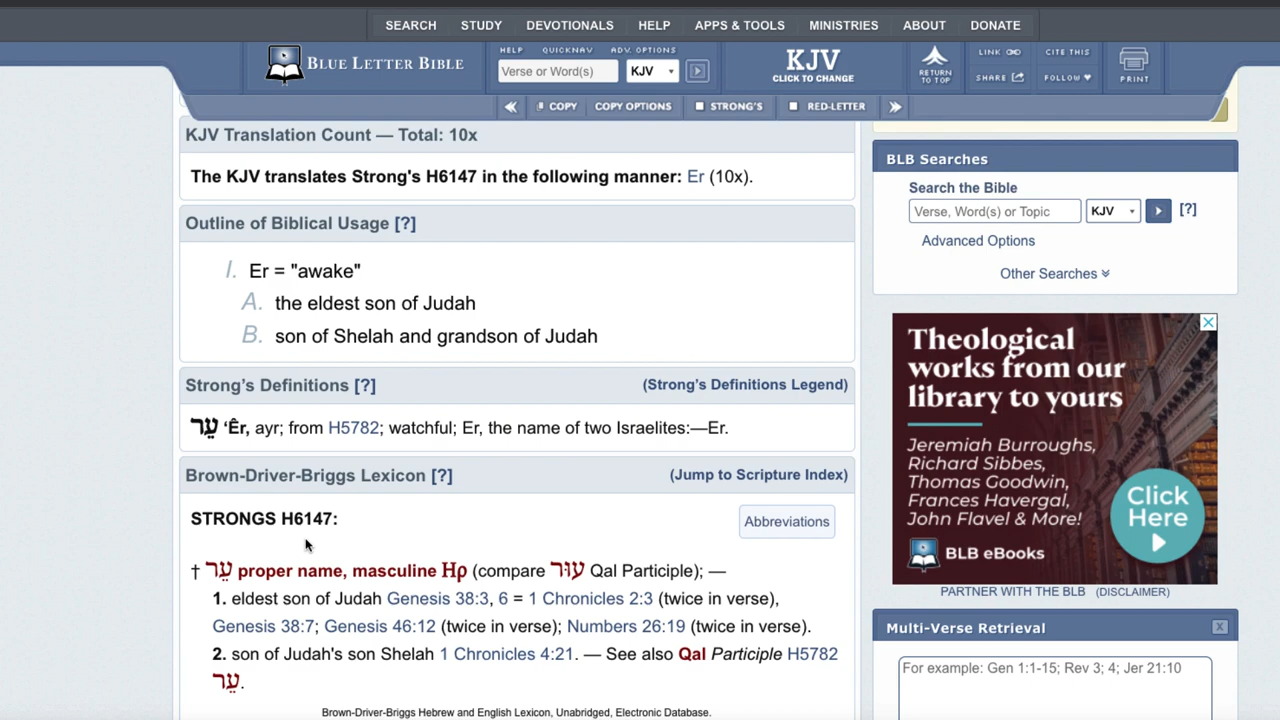 SEARCH STUDY DEVOTIONALS HELP APPS & TOOLS MINISTRIES ABOUT DONATE
BLUE LETTER BIBLE
HELP QUICKNAV ADV. OPTIONS
Verse or Word(s) KJV
KJV
CLICK TO CHANGE
RETURN
TO TOP
LINK CITE THIS
SHARE FOLLOW
PRINT
COPY COPY OPTIONS STRONG'S RED-LETTER
KJV Translation Count — Total: 10x
The KJV translates Strong's H6147 in the following manner: Er (10x).
Outline of Biblical Usage [?]
I. Er = "awake"
A. the eldest son of Judah
B. son of Shelah and grandson of Judah
Strong's Definitions [?] (Strong's Definitions Legend)
עֵר ʻÊr, ayr; from H5782; watchful; Er, the name of two Israelites:—Er.
Brown-Driver-Briggs Lexicon [?] (Jump to Scripture Index)
STRONGS H6147: Abbreviations
† עֵר proper name, masculine Ηρ (compare עוּר Qal Participle); —
1. eldest son of Judah Genesis 38:3, 6 = 1 Chronicles 2:3 (twice in verse),
Genesis 38:7; Genesis 46:12 (twice in verse); Numbers 26:19 (twice in verse).
2. son of Judah's son Shelah 1 Chronicles 4:21. — See also Qal Participle H5782
עֵר.
Brown-Driver-Briggs Hebrew and English Lexicon, Unabridged, Electronic Database.
BLB Searches
Search the Bible
Verse, Word(s) or Topic KJV [?]
Advanced Options
Other Searches
Theological
works from our
library to yours
Jeremiah Burroughs,
Richard Sibbes,
Thomas Goodwin,
Frances Havergal,
John Flavel & More!
Click
Here
BLB eBooks
PARTNER WITH THE BLB (DISCLAIMER)
Multi-Verse Retrieval x
For example: Gen 1:1-15; Rev 3; 4; Jer 21:10